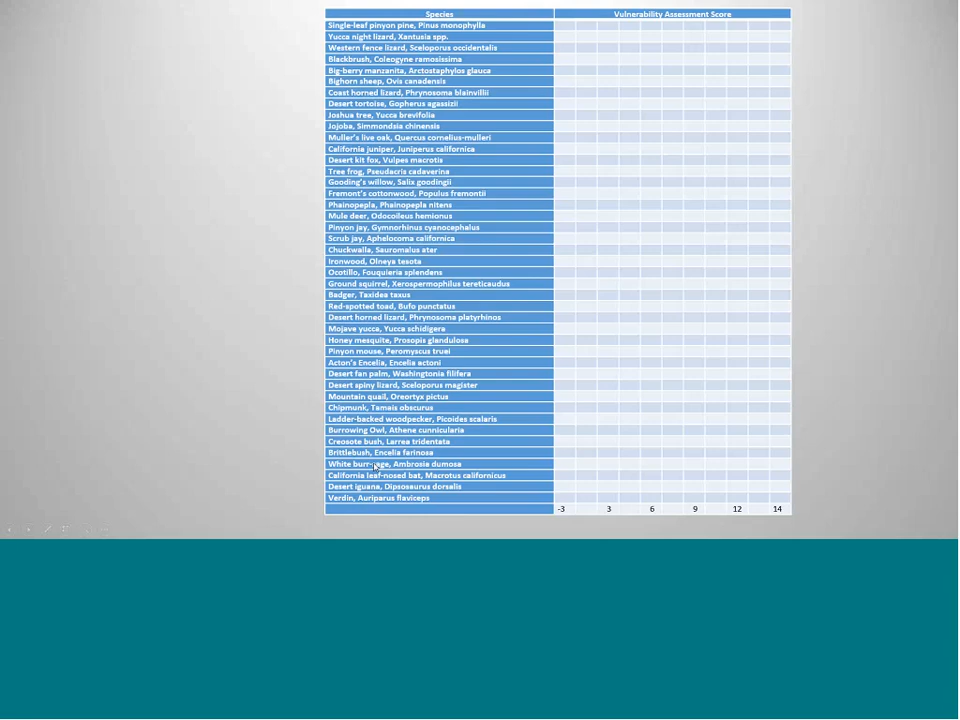 Species Vulnerability Assessment Score
Single-leaf pinyon pine, Pinus monophylla
Yucca night lizard, Xantusia spp.
Western fence lizard, Sceloporus occidentalis
Blackbrush, Coleogyne ramosissima
Big-berry manzanita, Arctostaphylos glauca
Bighorn sheep, Ovis canadensis
Coast horned lizard, Phrynosoma blainvillii
Desert tortoise, Gopherus agassizii
Joshua tree, Yucca brevifolia
Jojoba, Simmondsia chinensis
Muller's live oak, Quercus cornelius-mulleri
California juniper, Juniperus californica
Desert kit fox, Vulpes macrotis
Tree frog, Pseudacris cadaverina
Gooding's willow, Salix goodingii
Fremont's cottonwood, Populus fremontii
Phainopepla, Phainopepla nitens
Mule deer, Odocoileus hemionus
Pinyon jay, Gymnorhinus cyanocephalus
Scrub jay, Aphelocoma californica
Chuckwalla, Sauromalus ater
Ironwood, Olneya tesota
Ocotillo, Fouquieria splendens
Ground squirrel, Xerospermophilus tereticaudus
Badger, Taxidea taxus
Red-spotted toad, Bufo punctatus
Desert horned lizard, Phrynosoma platyrhinos
Mojave yucca, Yucca schidigera
Honey mesquite, Prosopis glandulosa
Pinyon mouse, Peromyscus truei
Acton's Encelia, Encelia actoni
Desert fan palm, Washingtonia filifera
Desert spiny lizard, Sceloporus magister
Mountain quail, Oreortyx pictus
Chipmunk, Tamais obscurus
Ladder-backed woodpecker, Picoides scalaris
Burrowing Owl, Athene cunnicularia
Creosote bush, Larrea tridentata
Brittlebush, Encelia farinosa
White burr-sage, Ambrosia dumosa
California leaf-nosed bat, Macrotus californicus
Desert iguana, Dipsosaurus dorsalis
Verdin, Auriparus flaviceps
-3 3 6 9 12 14